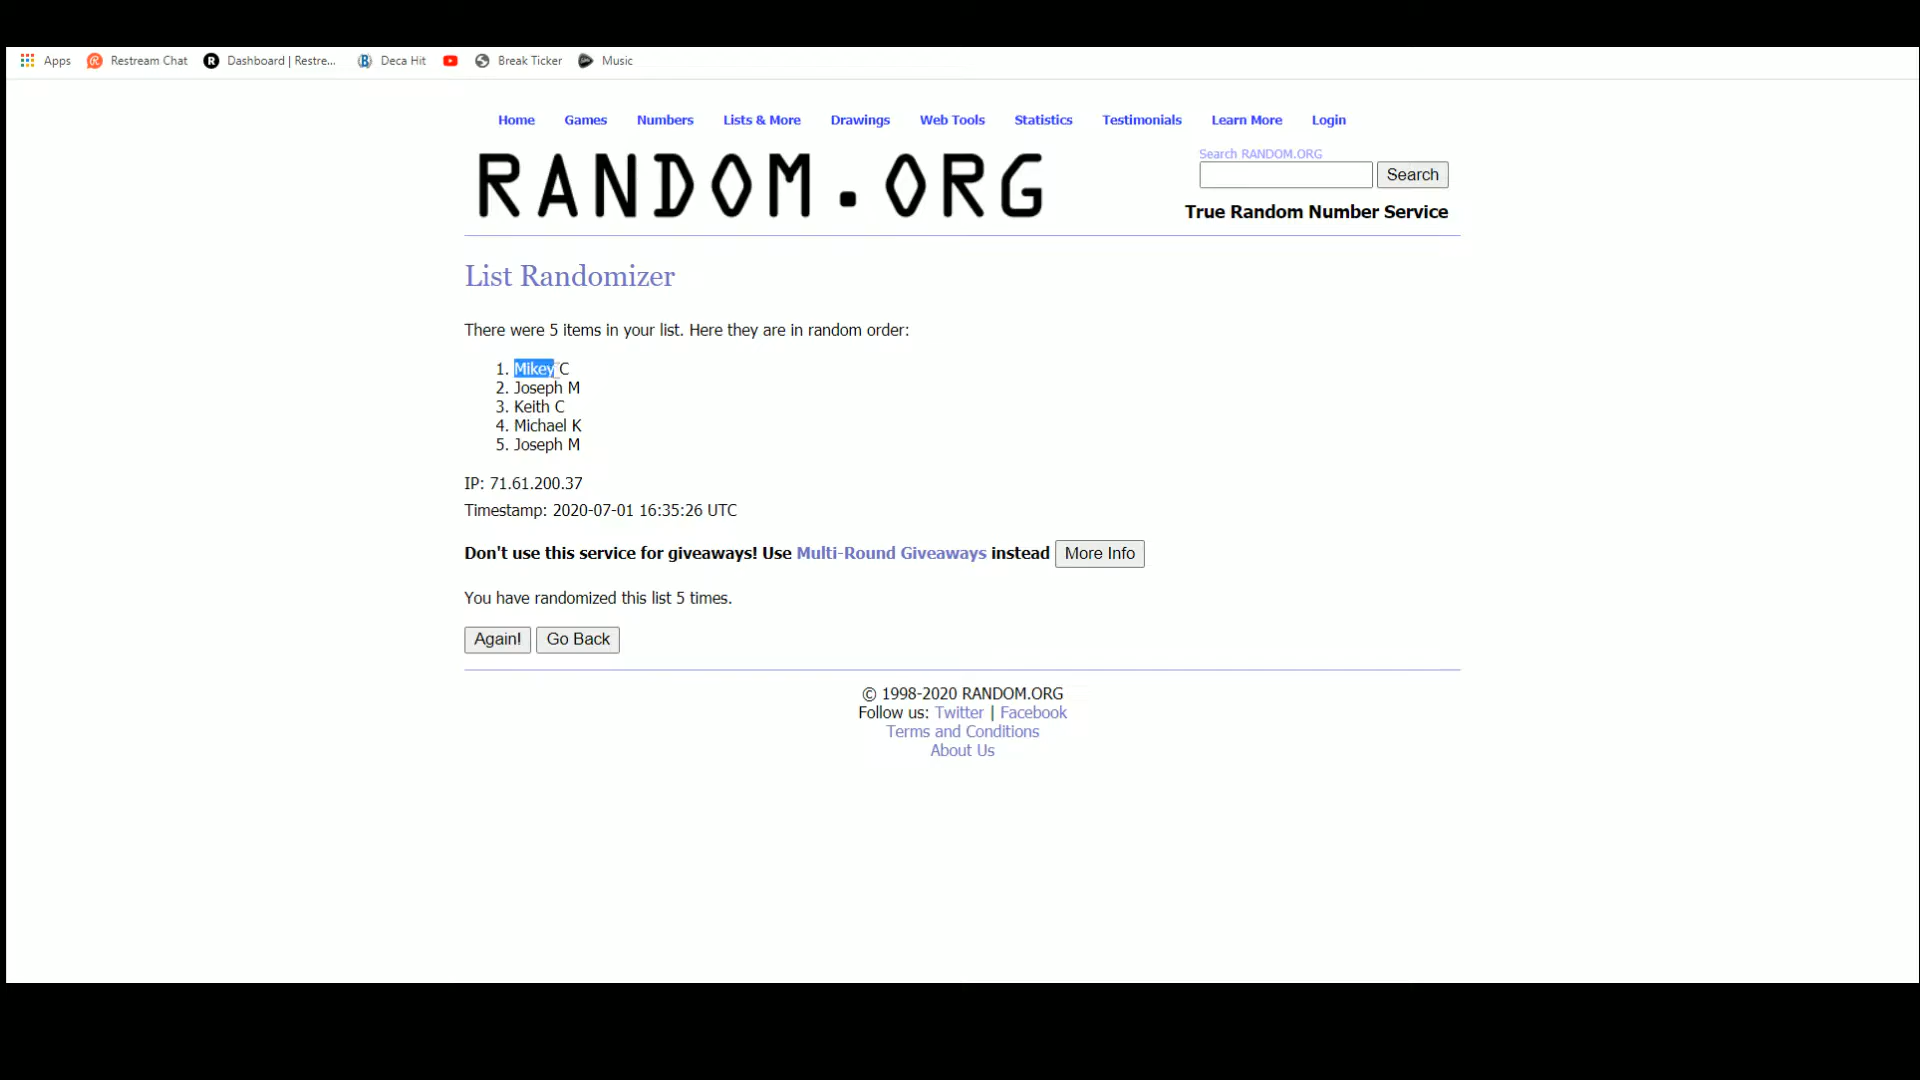 Apps Restream Chat Dashboard | Restre... Deca Hit Break Ticker Music
Home Games Numbers Lists & More Drawings Web Tools Statistics Testimonials Learn More Login
RANDOM.ORG
Search RANDOM.ORG
Search
True Random Number Service
List Randomizer
There were 5 items in your list. Here they are in random order:
1. Mikey C
2. Joseph M
3. Keith C
4. Michael K
5. Joseph M
IP: 71.61.200.37
Timestamp: 2020-07-01 16:35:26 UTC
Don't use this service for giveaways! Use Multi-Round Giveaways instead More Info
You have randomized this list 5 times.
Again! Go Back
© 1998-2020 RANDOM.ORG
Follow us: Twitter | Facebook
Terms and Conditions
About Us